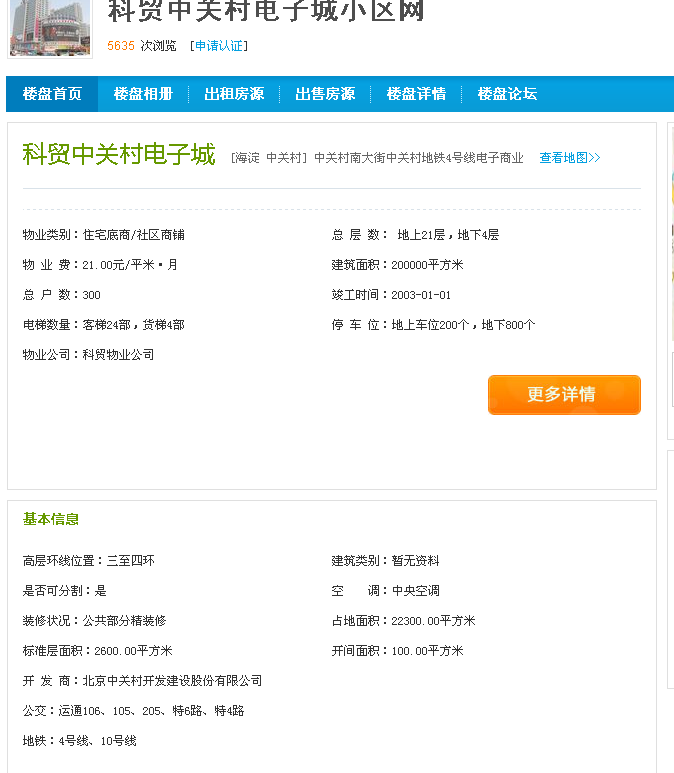 科贸中关村电子城小区网
5635 次浏览 [申请认证]
楼盘首页 楼盘相册 出租房源 出售房源 楼盘详情 楼盘论坛
科贸中关村电子城 [海淀 中关村] 中关村南大街中关村地铁4号线电子商业 查看地图>>
物业类别：住宅底商/社区商铺 总 层 数： 地上21层，地下4层
物 业 费：21.00元/平米·月 建筑面积：200000平方米
总 户 数：300 竣工时间：2003-01-01
电梯数量：客梯24部，货梯4部 停 车 位：地上车位200个，地下800个
物业公司：科贸物业公司
更多详情
基本信息
高层环线位置：三至四环 建筑类别：暂无资料
是否可分割：是 空 调：中央空调
装修状况：公共部分精装修 占地面积：22300.00平方米
标准层面积：2600.00平方米 开间面积：100.00平方米
开 发 商：北京中关村开发建设股份有限公司
公交：运通106、105、205、特6路、特4路
地铁：4号线、10号线